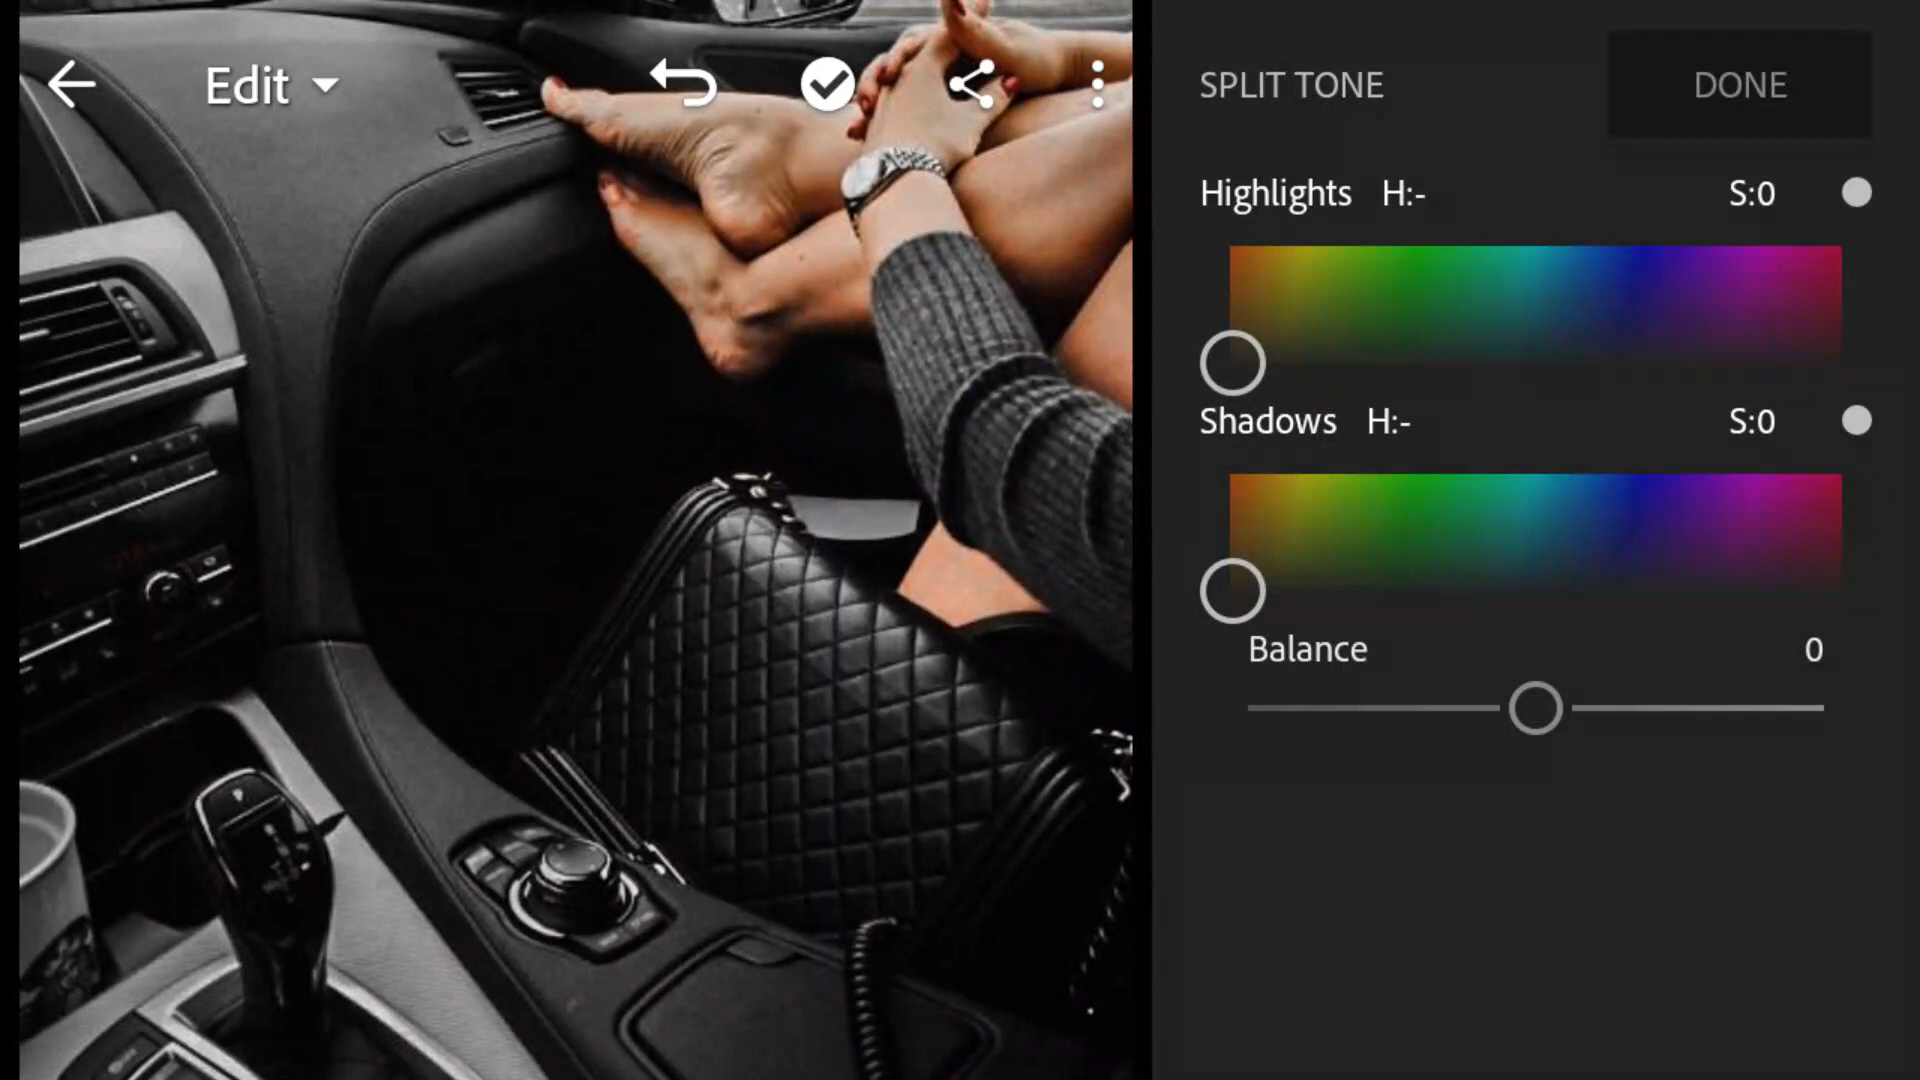 Edit
SPLIT TONE
DONE
Highlights H:- S:0
Shadows H:- S:0
Balance 0